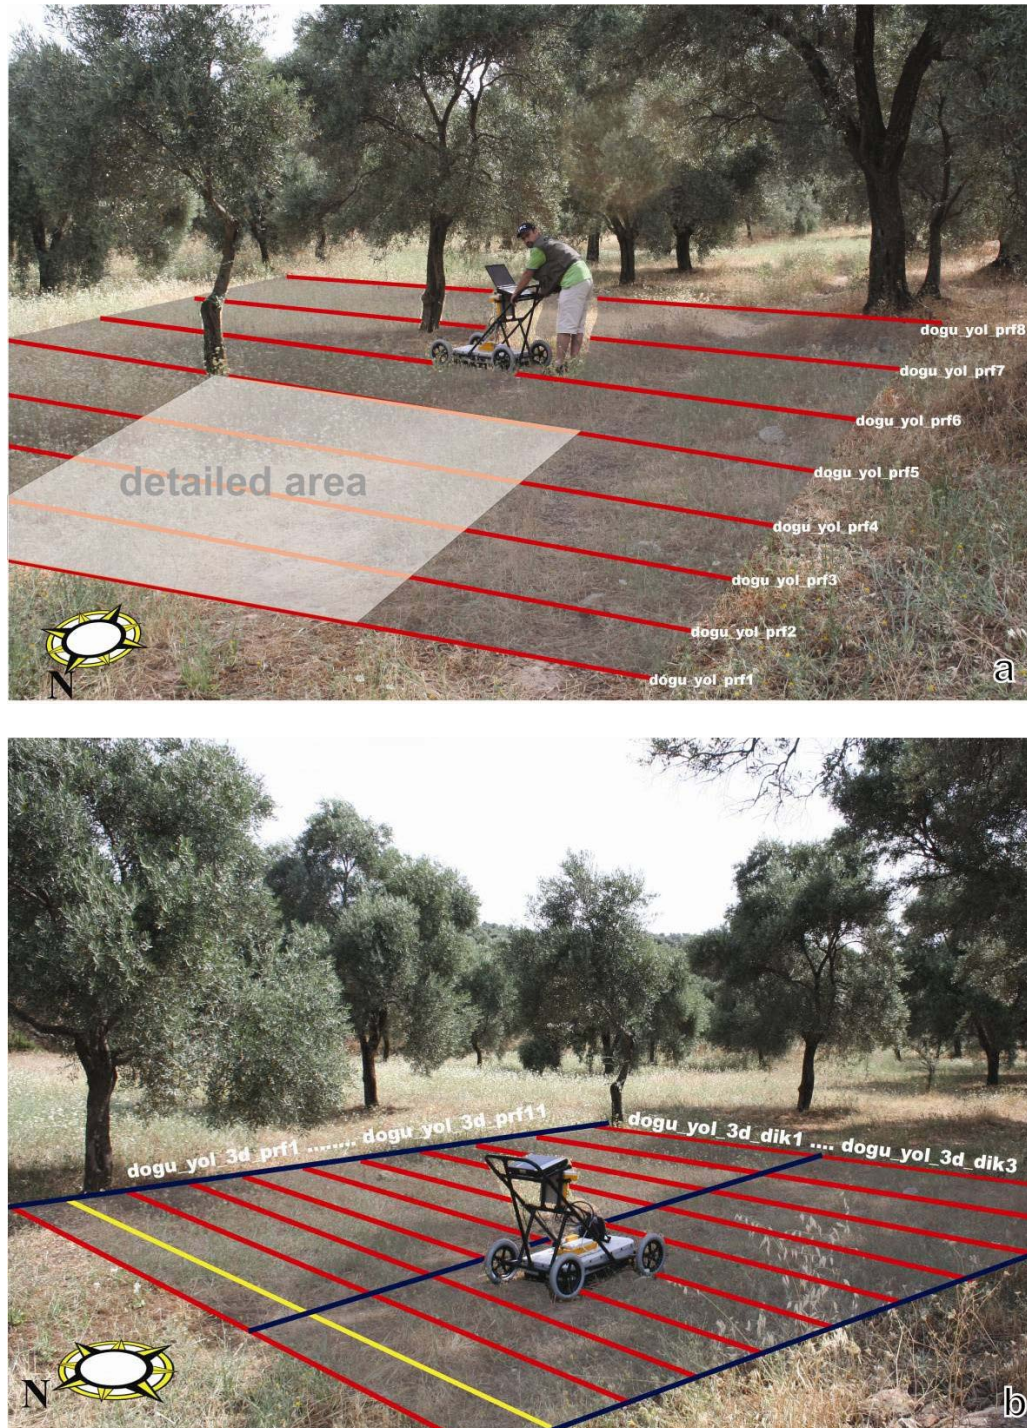 dogu_yol_prf8
dogu_yol_prf7
dogu_yol_prf6
dogu_yol_prf5
detailed area
dogu_yol_prf4
dogu_yol_prf3
dogu_yol_prf2
dogu_yol_prf1
N
a
dogu_yol_3d_prf1 ........ dogu_yol_3d_prf11
dogu_yol_3d_dik1 .... dogu_yol_3d_dik3
N
b